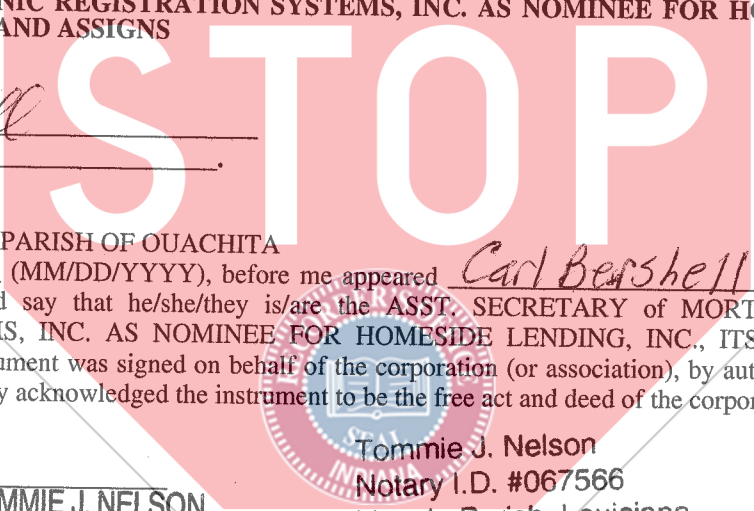 NIC REGISTRATION SYSTEMS, INC. AS NOMINEE FOR HO
AND ASSIGNS
STOP
PARISH OF OUACHITA
(MM/DD/YYYY), before me appeared Carl Bershell
say that he/she/they is/are the ASST. SECRETARY of MORT
S, INC. AS NOMINEE FOR HOMESIDE LENDING, INC., ITS
ument was signed on behalf of the corporation (or association), by aut
y acknowledged the instrument to be the free act and deed of the corpor
SEAL
INDIANA
Tommie J. Nelson
Notary I.D. #067566
MMIE J. NELSON
Parish, Louisiana